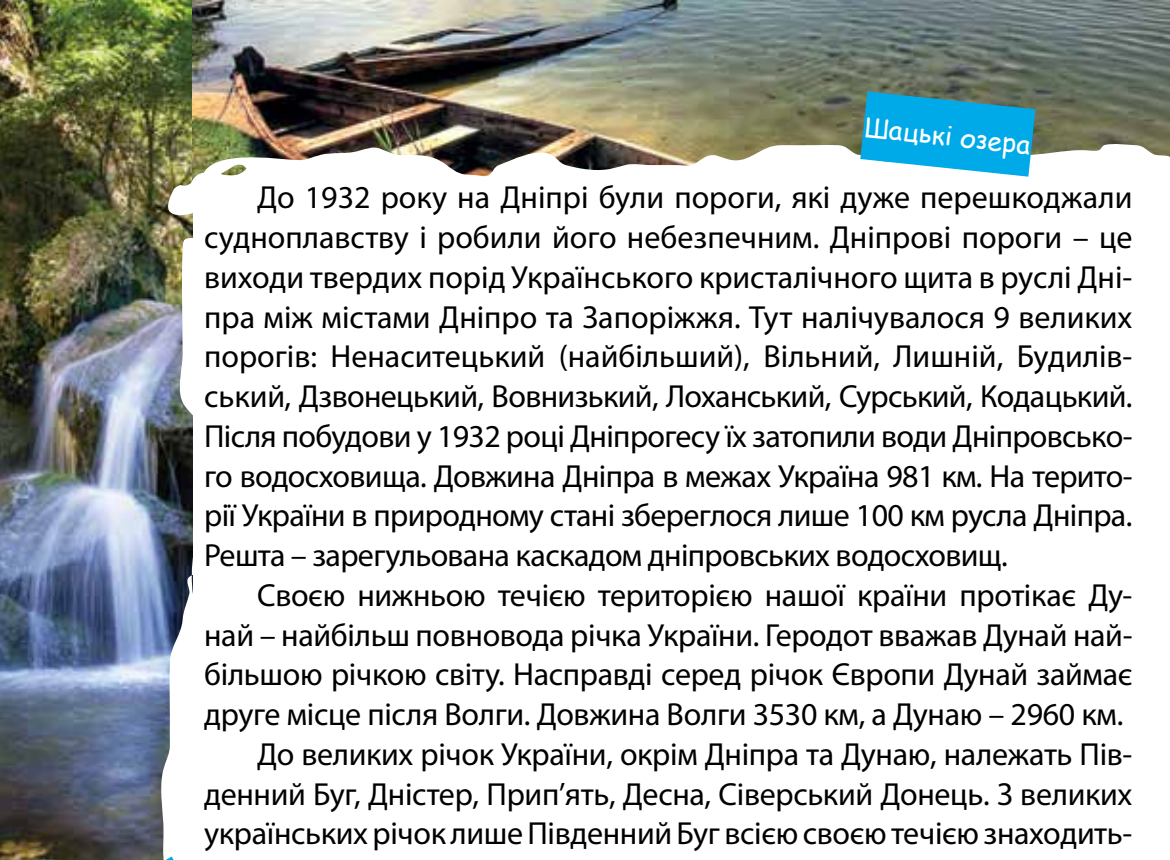 Шацькі озера
До 1932 року на Дніпрі були пороги, які дуже перешкоджали
судноплавству і робили його небезпечним. Дніпрові пороги – це
виходи твердих порід Українського кристалічного щита в руслі Дні-
пра між містами Дніпро та Запоріжжя. Тут налічувалося 9 великих
порогів: Ненаситецький (найбільший), Вільний, Лишній, Будилів-
ський, Дзвонецький, Вовнизький, Лоханський, Сурський, Кодацький.
Після побудови у 1932 році Дніпрогесу їх затопили води Дніпровсько-
го водосховища. Довжина Дніпра в межах Україна 981 км. На терито-
рії України в природному стані збереглося лише 100 км русла Дніпра.
Решта – зарегульована каскадом дніпровських водосховищ.
Своєю нижньою течією територією нашої країни протікає Ду-
най – найбільш повновода річка України. Геродот вважав Дунай най-
більшою річкою світу. Насправді серед річок Європи Дунай займає
друге місце після Волги. Довжина Волги 3530 км, а Дунаю – 2960 км.
До великих річок України, окрім Дніпра та Дунаю, належать Пів-
денний Буг, Дністер, Прип'ять, Десна, Сіверський Донець. З великих
українських річок лише Південний Буг всією своєю течією знаходить-